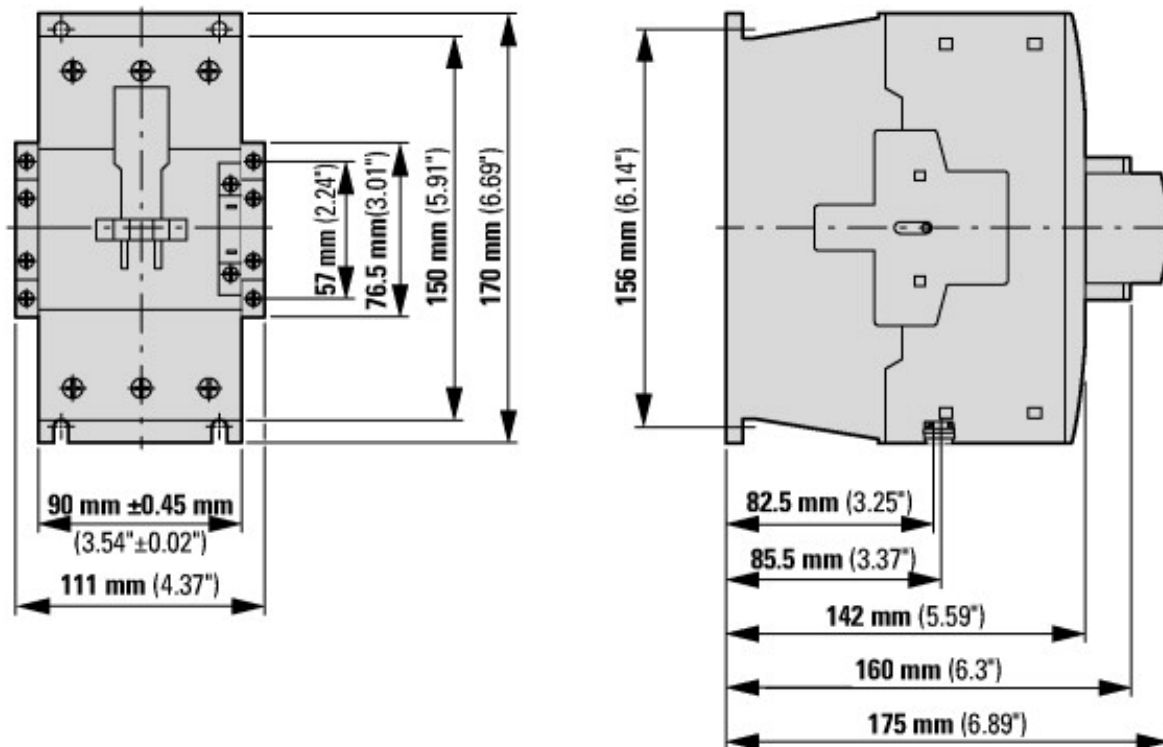 57 mm (2.24")
76.5 mm(3.01")
150 mm (5.91")
170 mm (6.69")
90 mm ±0.45 mm
(3.54"±0.02")
111 mm (4.37")
156 mm (6.14")
82.5 mm (3.25")
85.5 mm (3.37")
142 mm (5.59")
160 mm (6.3")
175 mm (6.89")